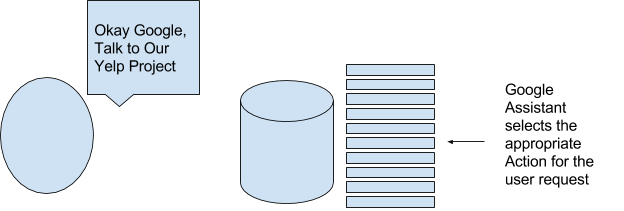 Okay Google,
Talk to Our
Yelp Project
Google
Assistant
selects the
appropriate
Action for the
user request